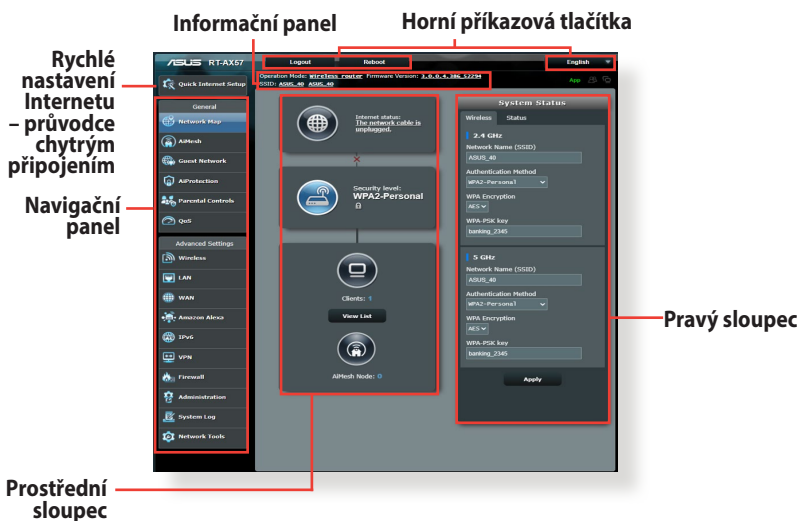 Informační panel
Horní příkazová tlačítka
Rychlé
nastavení
Internetu
– průvodce
chytrým
připojením
Navigační
panel
Prostřední
sloupec
Pravý sloupec
ASUS RT-AX57
Logout
Reboot
English
Quick Internet Setup
Operation Mode: Wireless router Firmware Version: 3.0.0.4.386_52294
SSID: ASUS_40 ASUS_40
App
General
Network Map
AiMesh
Guest Network
AiProtection
Parental Controls
QoS
Advanced Settings
Wireless
LAN
WAN
Amazon Alexa
IPv6
VPN
Firewall
Administration
System Log
Network Tools
Internet status:
The network cable is
unplugged.
Security level:
WPA2-Personal
Clients: 1
View List
AiMesh Node: 0
System Status
Wireless Status
2.4 GHz
Network Name (SSID)
ASUS_40
Authentication Method
WPA2-Personal
WPA Encryption
AES
WPA-PSK key
banking_2345
5 GHz
Network Name (SSID)
ASUS_40
Authentication Method
WPA2-Personal
WPA Encryption
AES
WPA-PSK key
banking_2345
Apply